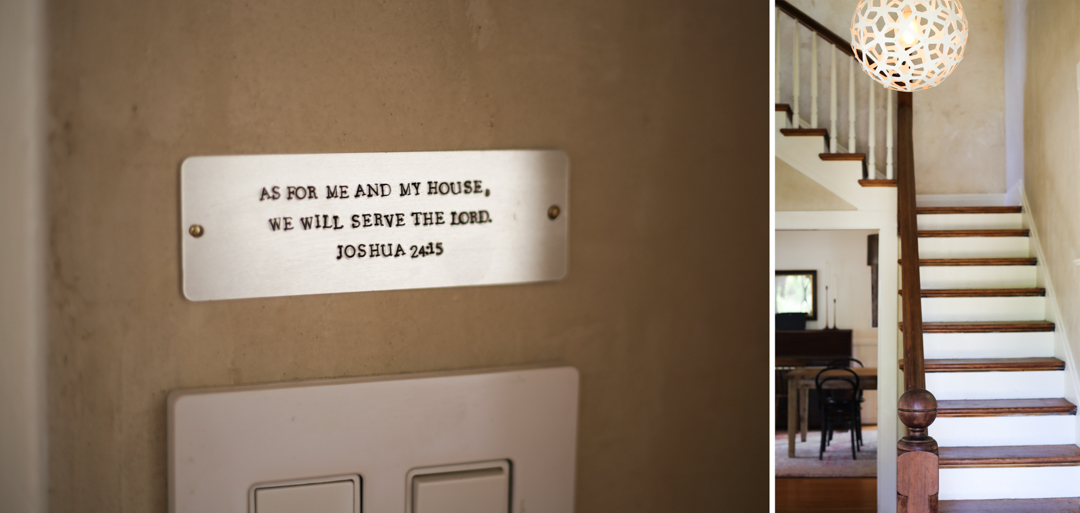 AS FOR ME AND MY HOUSE,
WE WILL SERVE THE LORD.
JOSHUA 24:15